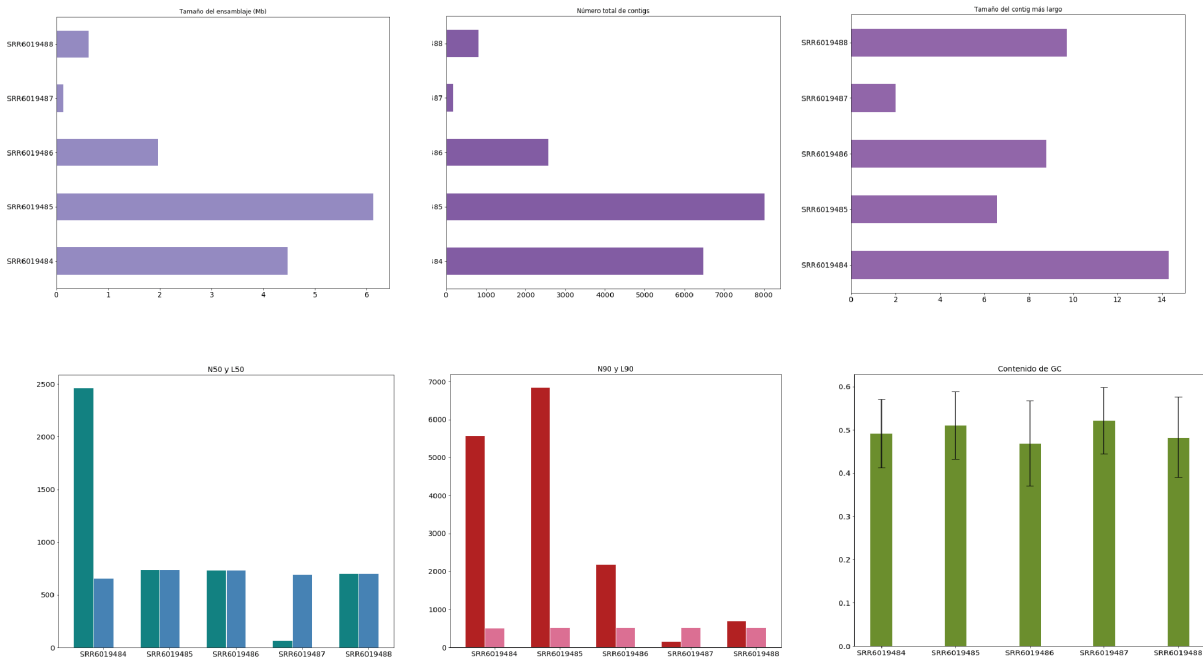 Tamaño del ensamblaje (Mb)
SRR6019488
SRR6019487
SRR6019486
SRR6019485
SRR6019484
0 1 2 3 4 5 6
Número total de contigs
88
87
86
85
84
0 1000 2000 3000 4000 5000 6000 7000 8000
Tamaño del contig más largo
SRR6019488
SRR6019487
SRR6019486
SRR6019485
SRR6019484
0 2 4 6 8 10 12 14
N50 y L50
2500
2000
1500
1000
500
0
SRR6019484 SRR6019485 SRR6019486 SRR6019487 SRR6019488
N90 y L90
7000
6000
5000
4000
3000
2000
1000
0
SRR6019484 SRR6019485 SRR6019486 SRR6019487 SRR6019488
Contenido de GC
0.6
0.5
0.4
0.3
0.2
0.1
0.0
SRR6019484 SRR6019485 SRR6019486 SRR6019487